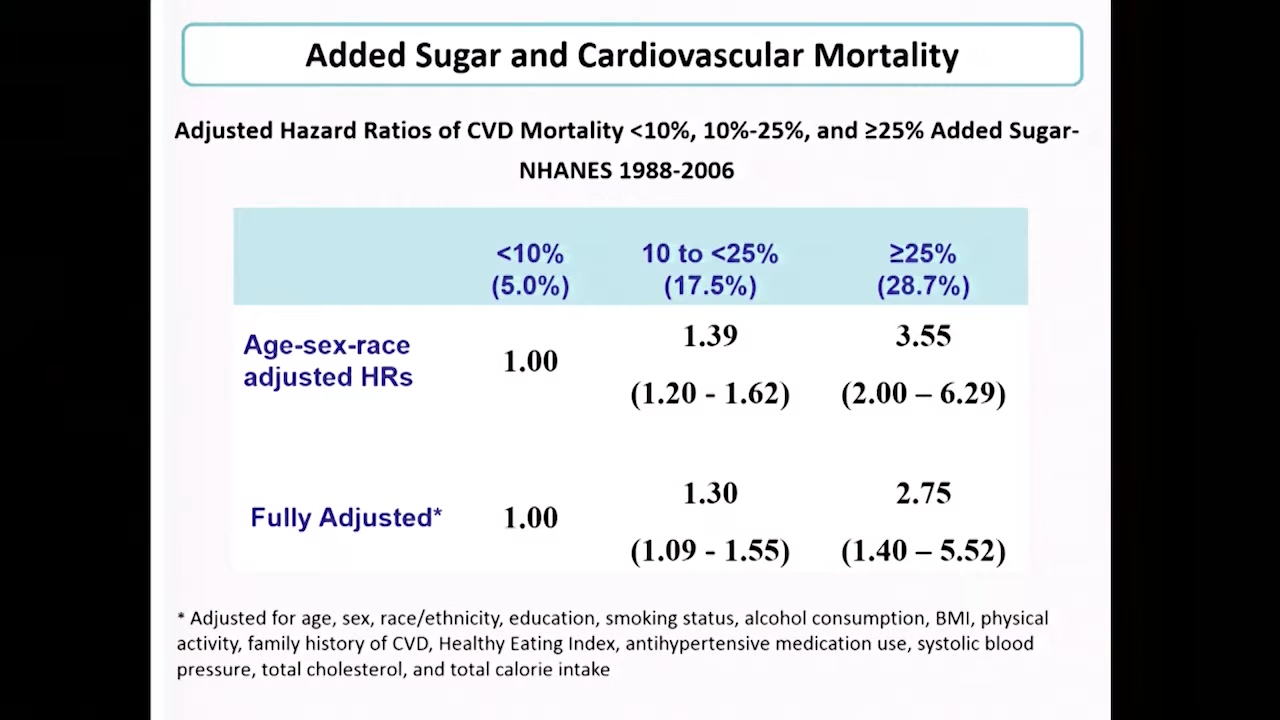 Added Sugar and Cardiovascular Mortality
Adjusted Hazard Ratios of CVD Mortality <10%, 10%-25%, and ≥25% Added Sugar-
NHANES 1988-2006
<10% 10 to <25% ≥25%
(5.0%) (17.5%) (28.7%)
Age-sex-race
adjusted HRs
1.00
1.39 3.55
(1.20 - 1.62) (2.00 – 6.29)
Fully Adjusted*
1.00
1.30 2.75
(1.09 - 1.55) (1.40 – 5.52)
* Adjusted for age, sex, race/ethnicity, education, smoking status, alcohol consumption, BMI, physical
activity, family history of CVD, Healthy Eating Index, antihypertensive medication use, systolic blood
pressure, total cholesterol, and total calorie intake